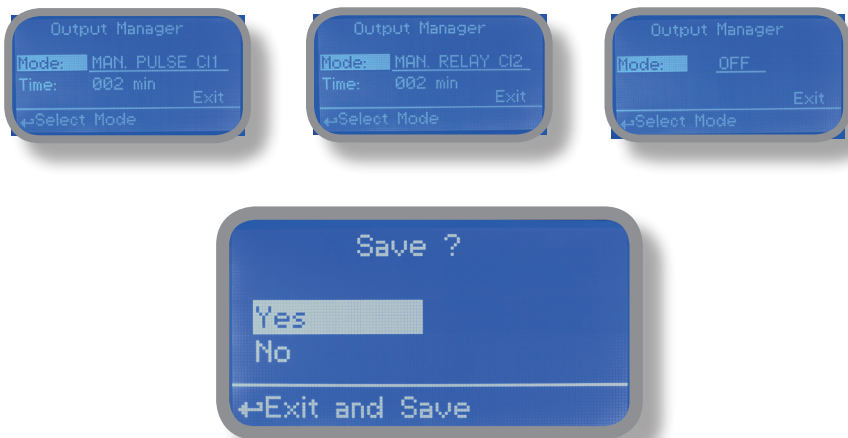 Output Manager
Mode: MAN. PULSE Cl1
Time: 002 min
Exit
↵Select Mode
Output Manager
Mode: MAN. RELAY Cl2
Time: 002 min
Exit
↵Select Mode
Output Manager
Mode: OFF
Exit
↵Select Mode
Save ?
Yes
No
↵Exit and Save